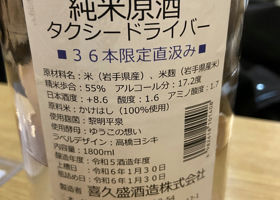 純米原酒
タクシードライバー
■36本限定直汲み■
原材料名：米（岩手県産）、米麹（岩手県産）
精米歩合：55％ アルコール分：17.2度
日本酒度：+8.6 酸度：1.6 アミノ酸度：1.7
原料米：かけはし（100％使用）
使用麹菌：黎明平泉
使用酵母：ゆうこの想い
ラベルデザイン：高橋ヨシキ
内容量：1800ml
醸造年度：令和5酒造年度
上槽日：令和6年1月30日
令和6年1月30日
製造者 喜久盛酒造株式会社